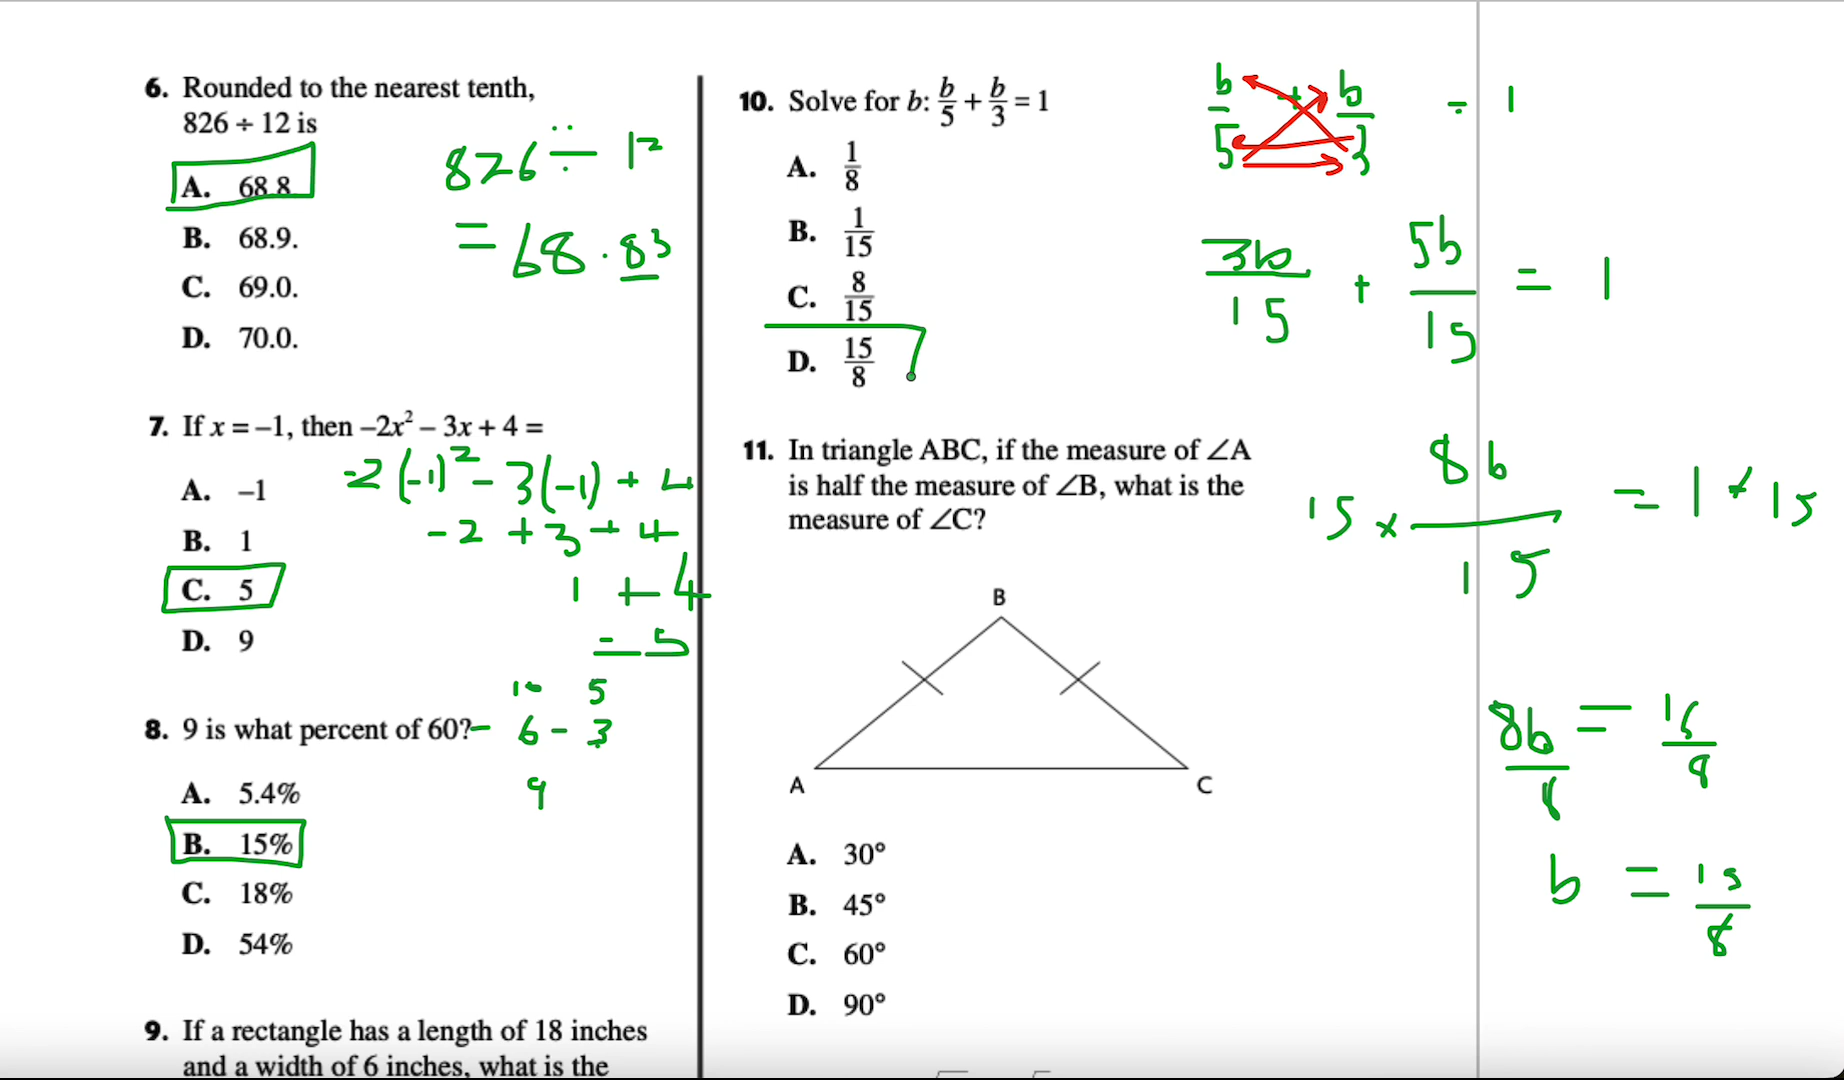 6. Rounded to the nearest tenth,
826 ÷ 12 is
A. 68.8
B. 68.9.
C. 69.0.
D. 70.0.
826 ÷ 12
= 68.83
7. If x = –1, then –2x² – 3x + 4 =
A. –1
B. 1
C. 5
D. 9
-2(-1)² - 3(-1) + 4
-2 + 3 + 4
1 + 4
= 5
8. 9 is what percent of 60?
A. 5.4%
B. 15%
C. 18%
D. 54%
10 5
6 - 3
9
9. If a rectangle has a length of 18 inches
and a width of 6 inches, what is the
10. Solve for b: b/5 + b/3 = 1
A. 1/8
B. 1/15
C. 8/15
D. 15/8
b/5 + b/3 = 1
3b/15 + 5b/15 = 1
15 × 8b/15 = 1 × 15
8b/8 = 15/8
b = 15/8
11. In triangle ABC, if the measure of ∠A
is half the measure of ∠B, what is the
measure of ∠C?
B
A
C
A. 30°
B. 45°
C. 60°
D. 90°